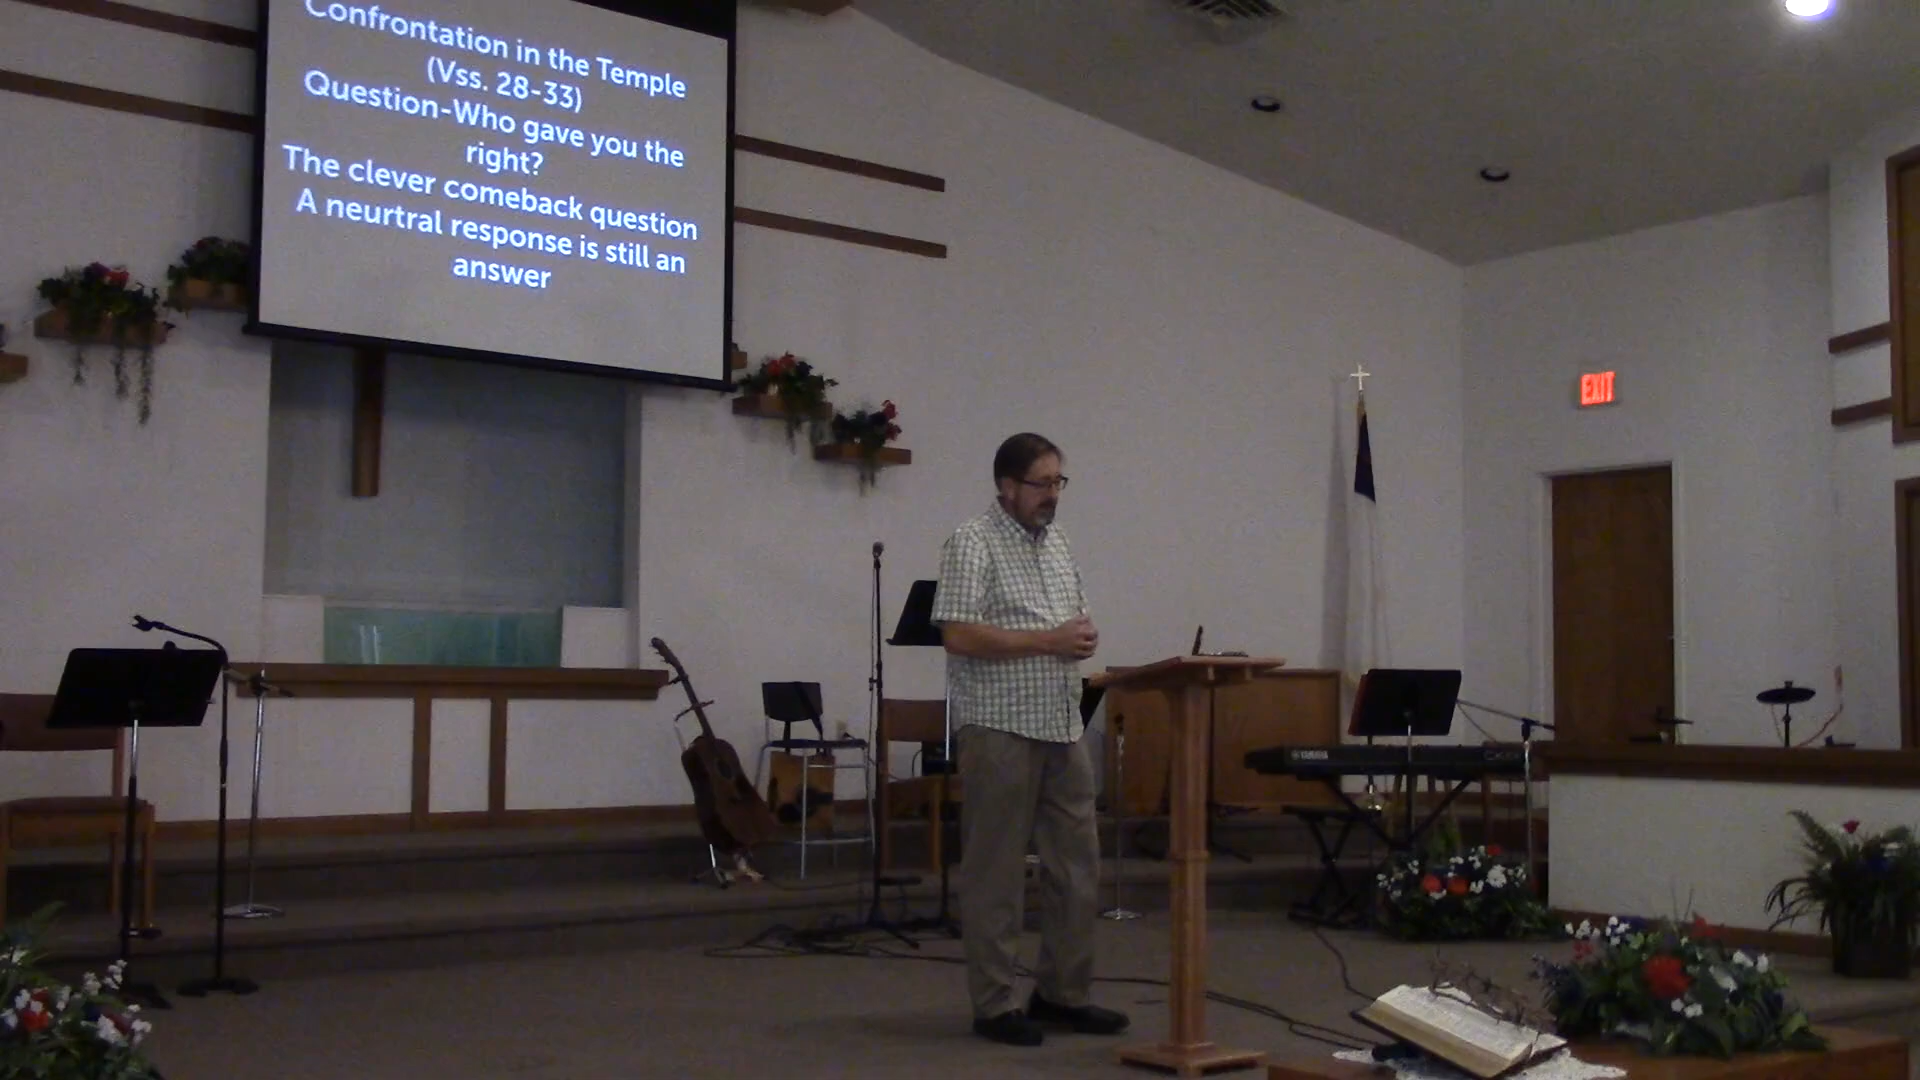 Confrontation in the Temple
(Vss. 28-33)
Question-Who gave you the
right?
The clever comeback question
A neurtral response is still an
answer
EXIT
YAMAHA